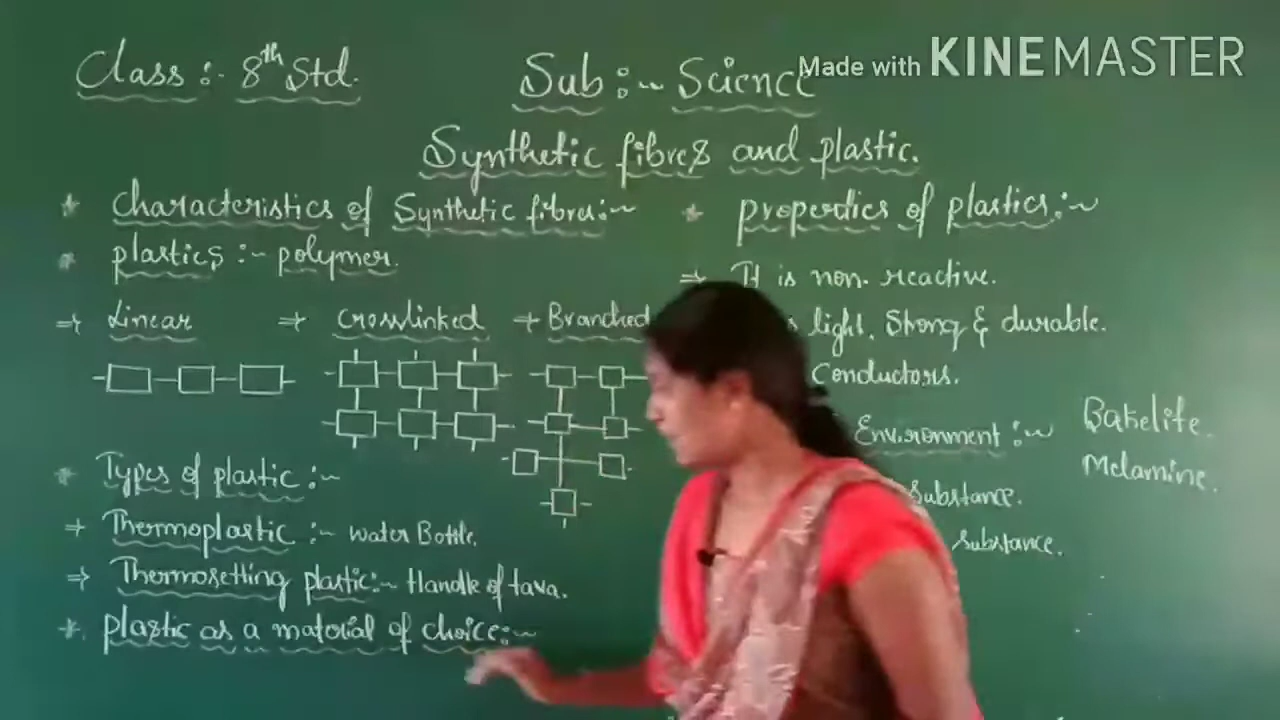 Class :- 8th Std.
Sub :- Science
Made with KINEMASTER
Synthetic fibres and plastic.
* Characteristics of Synthetic fibres :~
* plastics :- polymer.
⇒ Linear ⇒ crosslinked → Branched
* Types of plastic :~
→ Thermoplastic :~ water Bottle.
⇒ Thermosetting plastic :~ Handle of tava.
* plastic as a material of choice :~
* properties of plastics :~
⇒ It is non-reactive.
light, Strong & durable.
Conductors.
Environment :~
Substance.
substance.
Bakelite.
Melamine.